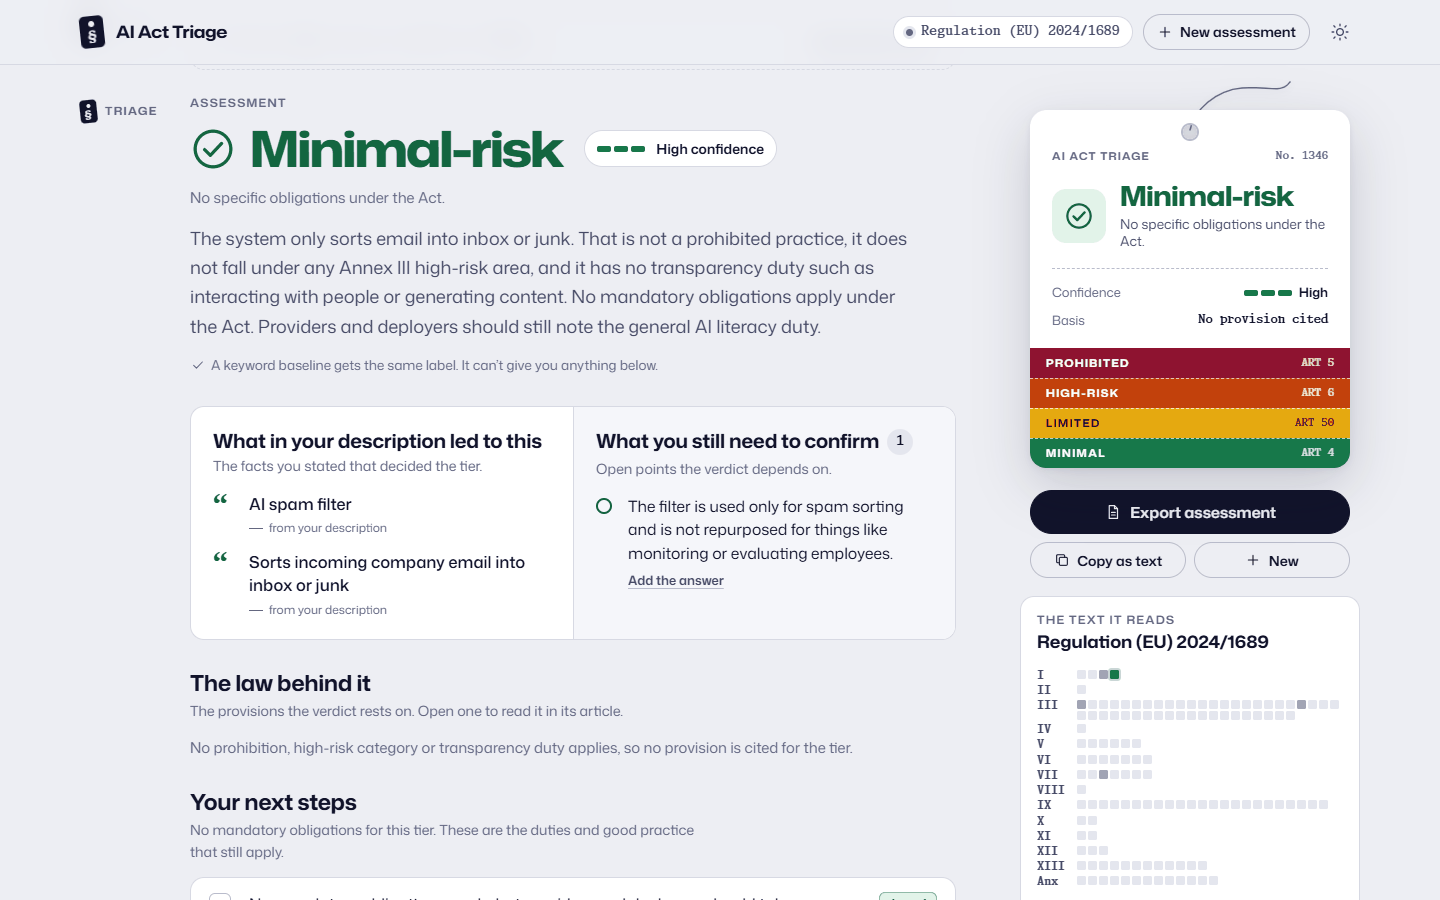 AI Act Triage
Regulation (EU) 2024/1689
New assessment
TRIAGE
ASSESSMENT
Minimal-risk
High confidence
No specific obligations under the Act.
The system only sorts email into inbox or junk. That is not a prohibited practice, it does
not fall under any Annex III high-risk area, and it has no transparency duty such as
interacting with people or generating content. No mandatory obligations apply under
the Act. Providers and deployers should still note the general AI literacy duty.
A keyword baseline gets the same label. It can't give you anything below.
What in your description led to this
The facts you stated that decided the tier.
“ AI spam filter
— from your description
“ Sorts incoming company email into
inbox or junk
— from your description
What you still need to confirm 1
Open points the verdict depends on.
The filter is used only for spam sorting
and is not repurposed for things like
monitoring or evaluating employees.
Add the answer
The law behind it
The provisions the verdict rests on. Open one to read it in its article.
No prohibition, high-risk category or transparency duty applies, so no provision is cited for the tier.
Your next steps
No mandatory obligations for this tier. These are the duties and good practice
that still apply.
AI ACT TRIAGE No. 1346
Minimal-risk
No specific obligations under the
Act.
Confidence High
Basis No provision cited
PROHIBITED ART 5
HIGH-RISK ART 6
LIMITED ART 50
MINIMAL ART 4
Export assessment
Copy as text
New
THE TEXT IT READS
Regulation (EU) 2024/1689
I
II
III
IV
V
VI
VII
VIII
IX
X
XI
XII
XIII
Anx